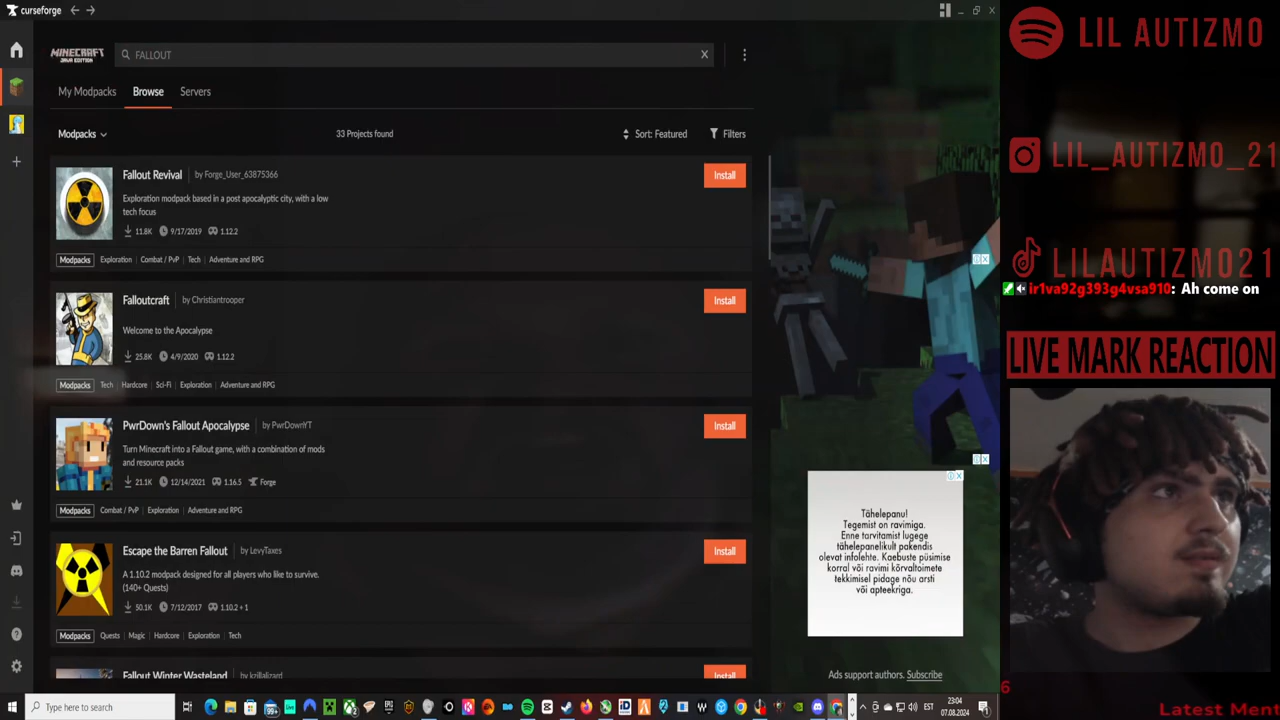 curseforge
MINECRAFT
JAVA EDITION
FALLOUT
My Modpacks
Browse
Servers
Modpacks
33 Projects found
Sort: Featured
Filters
Fallout Revival
by Forge_User_63875366
Install
Exploration modpack based in a post apocalyptic city, with a low
tech focus
11.8K
9/17/2019
1.12.2
Modpacks
Exploration
Combat / PvP
Tech
Adventure and RPG
Falloutcraft
by Christiantrooper
Install
Welcome to the Apocalypse
25.8K
4/9/2020
1.12.2
Modpacks
Tech
Hardcore
Sci-Fi
Exploration
Adventure and RPG
PwrDown's Fallout Apocalypse
by PwrDownYT
Install
Turn Minecraft into a Fallout game, with a combination of mods
and resource packs
21.1K
12/14/2021
1.16.5
Forge
Modpacks
Combat / PvP
Exploration
Adventure and RPG
Escape the Barren Fallout
by LevyTaxes
Install
A 1.10.2 modpack designed for all players who like to survive.
(140+ Quests)
50.1K
7/12/2017
1.10.2 + 1
Modpacks
Quests
Magic
Hardcore
Exploration
Tech
Fallout Winter Wasteland
by kzillalizard
Install
Tähelepanu!
Tegemist on ravimiga.
Enne tarvitamist lugege
tähelepanelikult pakendis
olevat infolehte. Kaebuste püsimise
korral või ravimi kõrvaltoimete
tekkimisel pidage nõu arsti
või apteekriga.
Ads support authors. Subscribe
LIL AUTIZMO
LIL_AUTIZMO_21
LILAUTIZMO21
ir1va92g393g4vsa910: Ah come on
LIVE MARK REACTION
6
Latest Ment
Type here to search
99+
23:04
07.08.2024